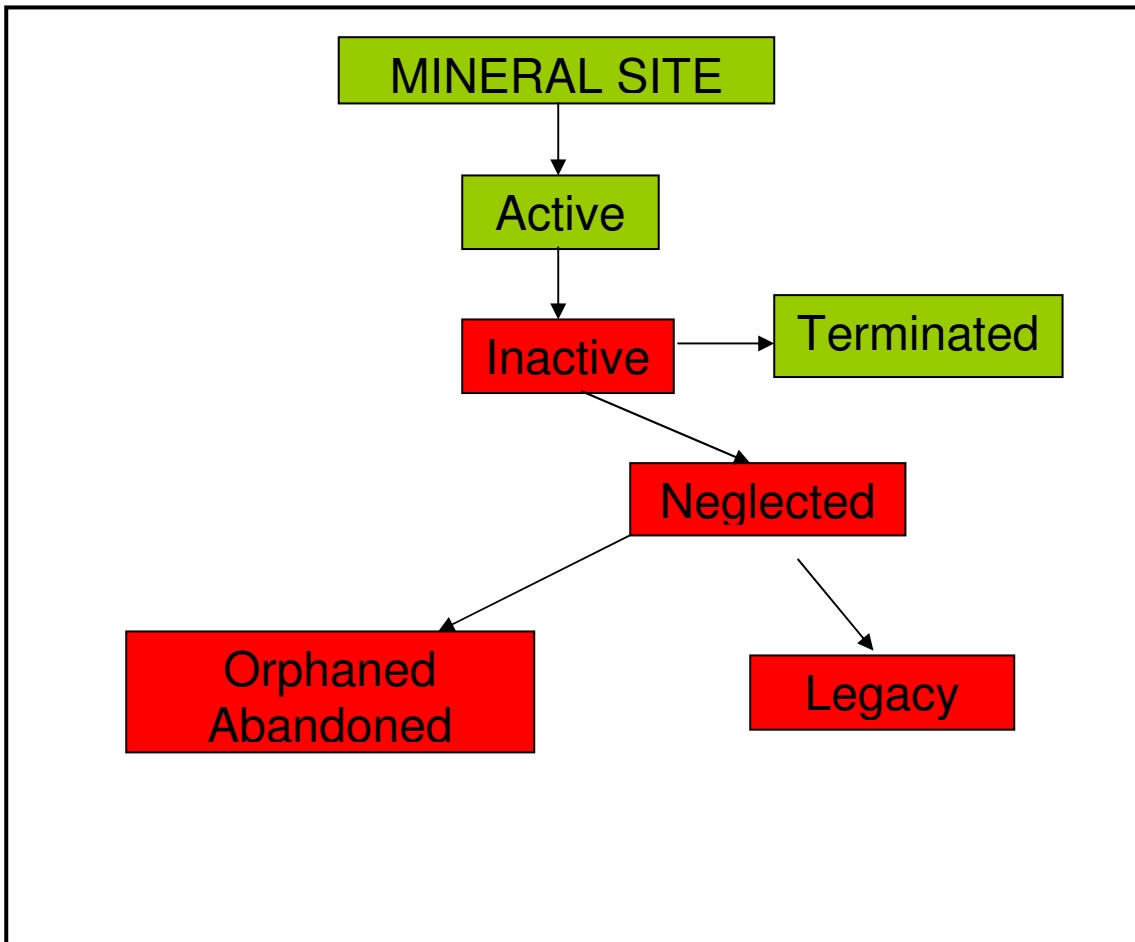 MINERAL SITE
Active
Inactive
Terminated
Neglected
Orphaned
Abandoned
Legacy